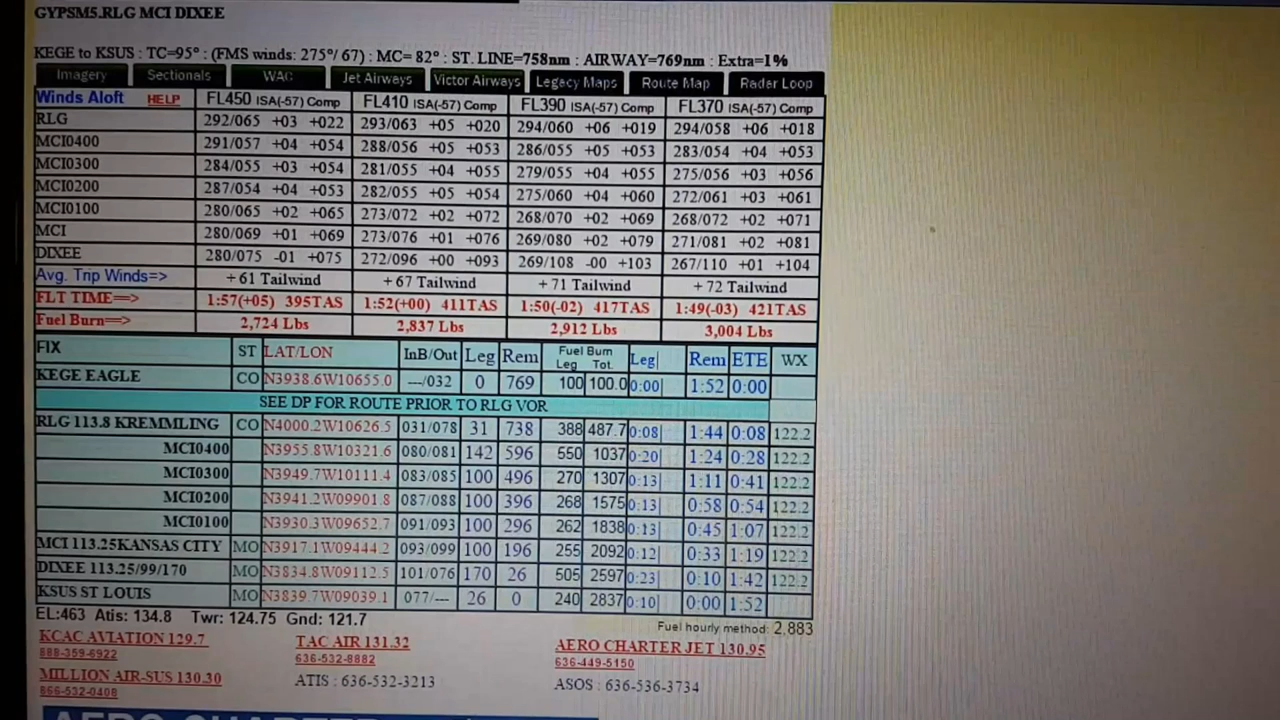 GYPSM5.RLG MCI DIXEE
KEGE to KSUS : TC=95° : (FMS winds: 275°/ 67) : MC= 82° : ST. LINE=758nm : AIRWAY=769nm : Extra=1%
Imagery Sectionals WAC Jet Airways Victor Airways Legacy Maps Route Map Radar Loop
Winds Aloft HELP FL450 ISA(-57) Comp FL410 ISA(-57) Comp FL390 ISA(-57) Comp FL370 ISA(-57) Comp
RLG 292/065 +03 +022 293/063 +05 +020 294/060 +06 +019 294/058 +06 +018
MCI0400 291/057 +04 +054 288/056 +05 +053 286/055 +05 +053 283/054 +04 +053
MCI0300 284/055 +03 +054 281/055 +04 +055 279/055 +04 +055 275/056 +03 +056
MCI0200 287/054 +04 +053 282/055 +05 +054 275/060 +04 +060 272/061 +03 +061
MCI0100 280/065 +02 +065 273/072 +02 +072 268/070 +02 +069 268/072 +02 +071
MCI 280/069 +01 +069 273/076 +01 +076 269/080 +02 +079 271/081 +02 +081
DIXEE 280/075 -01 +075 272/096 +00 +093 269/108 -00 +103 267/110 +01 +104
Avg. Trip Winds=> + 61 Tailwind + 67 Tailwind + 71 Tailwind + 72 Tailwind
FLT TIME==> 1:57(+05) 395TAS 1:52(+00) 411TAS 1:50(-02) 417TAS 1:49(-03) 421TAS
Fuel Burn=> 2,724 Lbs 2,837 Lbs 2,912 Lbs 3,004 Lbs
FIX ST LAT/LON InB/Out Leg Rem Fuel Burn Leg Tot. Leg Rem ETE WX
KEGE EAGLE CO N3938.6W10655.0 ---/032 0 769 100 100.0 0:00 1:52 0:00
SEE DP FOR ROUTE PRIOR TO RLG VOR
RLG 113.8 KREMMLING CO N4000.2W10626.5 031/078 31 738 388 487.7 0:08 1:44 0:08 122.2
MCI0400 N3955.8W10321.6 080/081 142 596 550 1037 0:20 1:24 0:28 122.2
MCI0300 N3949.7W10111.4 083/085 100 496 270 1307 0:13 1:11 0:41 122.2
MCI0200 N3941.2W09901.8 087/088 100 396 268 1575 0:13 0:58 0:54 122.2
MCI0100 N3930.3W09652.7 091/093 100 296 262 1838 0:13 0:45 1:07 122.2
MCI 113.25KANSAS CITY MO N3917.1W09444.2 093/099 100 196 255 2092 0:12 0:33 1:19 122.2
DIXEE 113.25/99/170 MO N3834.8W09112.5 101/076 170 26 505 2597 0:23 0:10 1:42 122.2
KSUS ST LOUIS MO N3839.7W09039.1 077/--- 26 0 240 2837 0:10 0:00 1:52
EL:463 Atis: 134.8 Twr: 124.75 Gnd: 121.7
Fuel hourly method: 2,883
KCAC AVIATION 129.7 TAC AIR 131.32 AERO CHARTER JET 130.95
888-359-6922 636-532-8882 636-449-5150
MILLION AIR-SUS 130.30 ATIS : 636-532-3213 ASOS : 636-536-3734
866-532-0408
AERO CHARTER